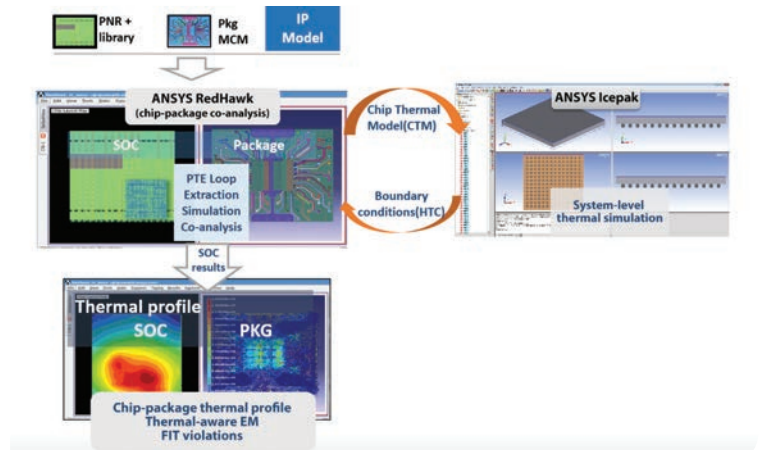 PNR +
library
Pkg
MCM
IP
Model
ANSYS RedHawk
(chip-package co-analysis)
SOC
Package
PTE Loop
Extraction
Simulation
Co-analysis
Chip Thermal
Model(CTM)
Boundary
conditions(HTC)
ANSYS Icepak
System-level
thermal simulation
SOC
results
Thermal profile
SOC
PKG
Chip-package thermal profile
Thermal-aware EM
FIT violations